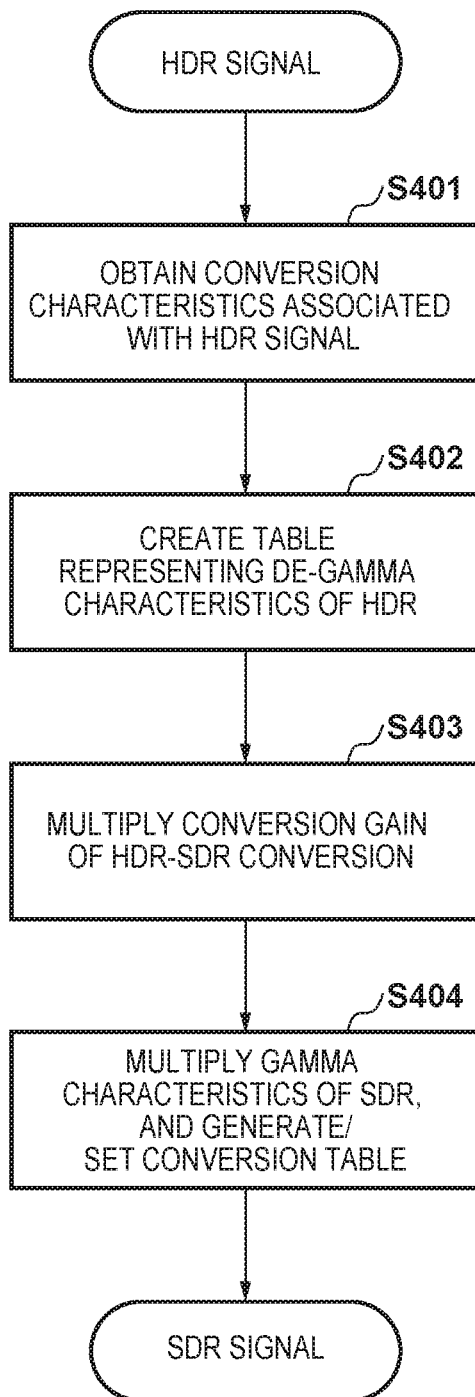 HDR SIGNAL
S401
OBTAIN CONVERSION
CHARACTERISTICS ASSOCIATED
WITH HDR SIGNAL
S402
CREATE TABLE
REPRESENTING DE-GAMMA
CHARACTERISTICS OF HDR
S403
MULTIPLY CONVERSION GAIN
OF HDR-SDR CONVERSION
S404
MULTIPLY GAMMA
CHARACTERISTICS OF SDR,
AND GENERATE/
SET CONVERSION TABLE
SDR SIGNAL